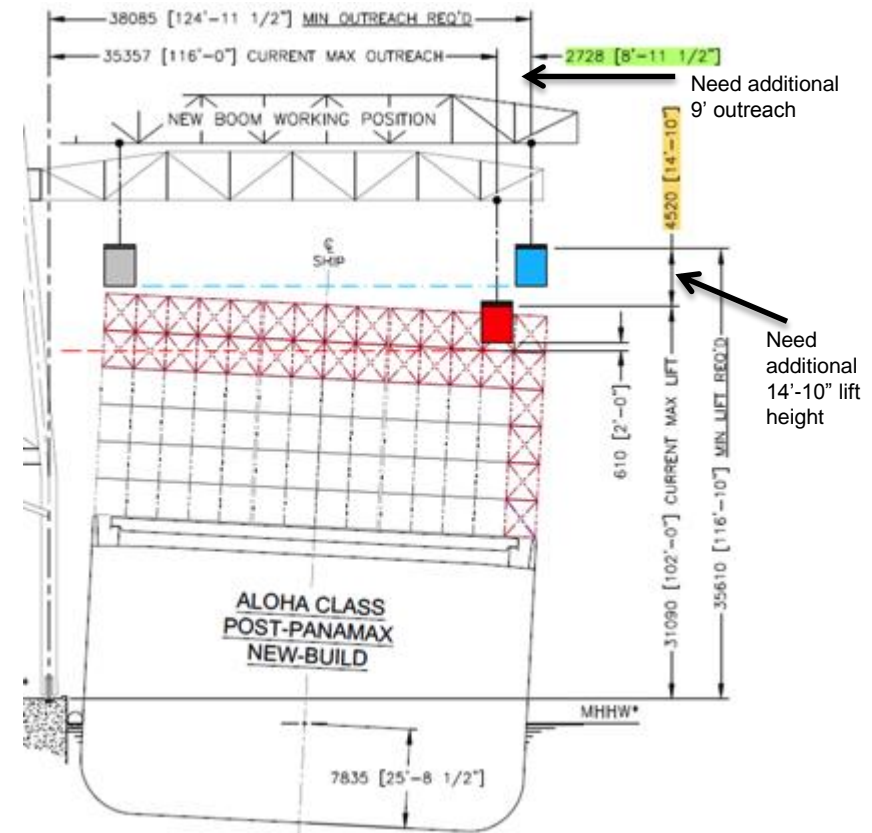 38085 [124'-11 1/2"] MIN OUTREACH REQ'D
35357 [116'-0"] CURRENT MAX OUTREACH
2728 [8'-11 1/2"]
Need additional
9' outreach
NEW BOOM WORKING POSITION
4520 [14'-10"]
℄
SHIP
Need
additional
14'-10" lift
height
610 [2'-0"]
31090 [102'-0"] CURRENT MAX LIFT
35610 [116'-10"] MIN LIFT REQ'D
ALOHA CLASS
POST-PANAMAX
NEW-BUILD
MHHW*
7835 [25'-8 1/2"]